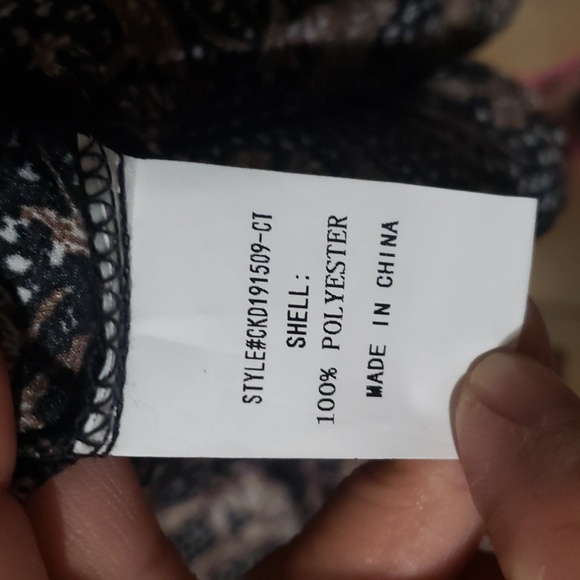 STYLE#CKD191509-CT
SHELL:
100% POLYESTER
MADE IN CHINA